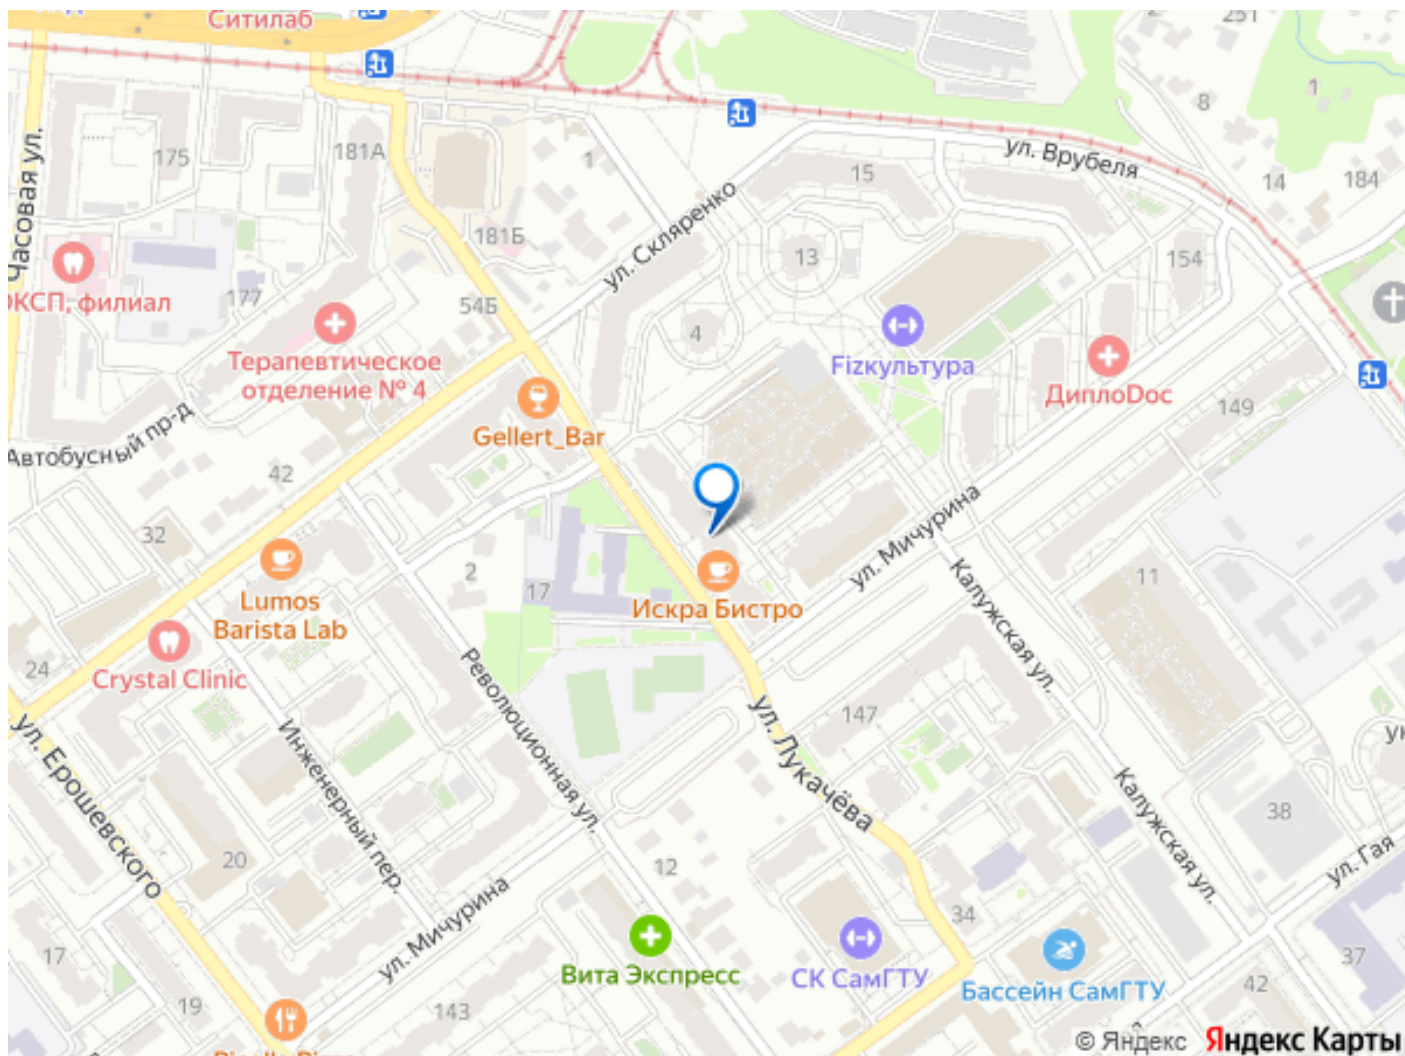 Ситилаб
251
8
1
ул. Врубеля
175
181А
1
15
14
184
Часовая ул.
ул. Скляренко
181Б
13
154
177
54Б
4
ОКСП, филиал
Терапевтическое
отделение № 4
Fizкультура
ДиплоDoc
149
Gellert_Bar
Автобусный пр-д
42
32
ул. Мичурина
2
17
11
Искра Бистро
Lumos
Barista Lab
Калужская ул.
24
Crystal Clinic
Революционная ул.
147
ул. Лукачёва
ул. Ерошевского
Инженерный пер.
Калужская ул.
38
ул. Гая
20
12
34
ул. Мичурина
Вита Экспресс
СК СамГТУ
Бассейн СамГТУ
17
37
42
19
143
© Яндекс Яндекс Карты